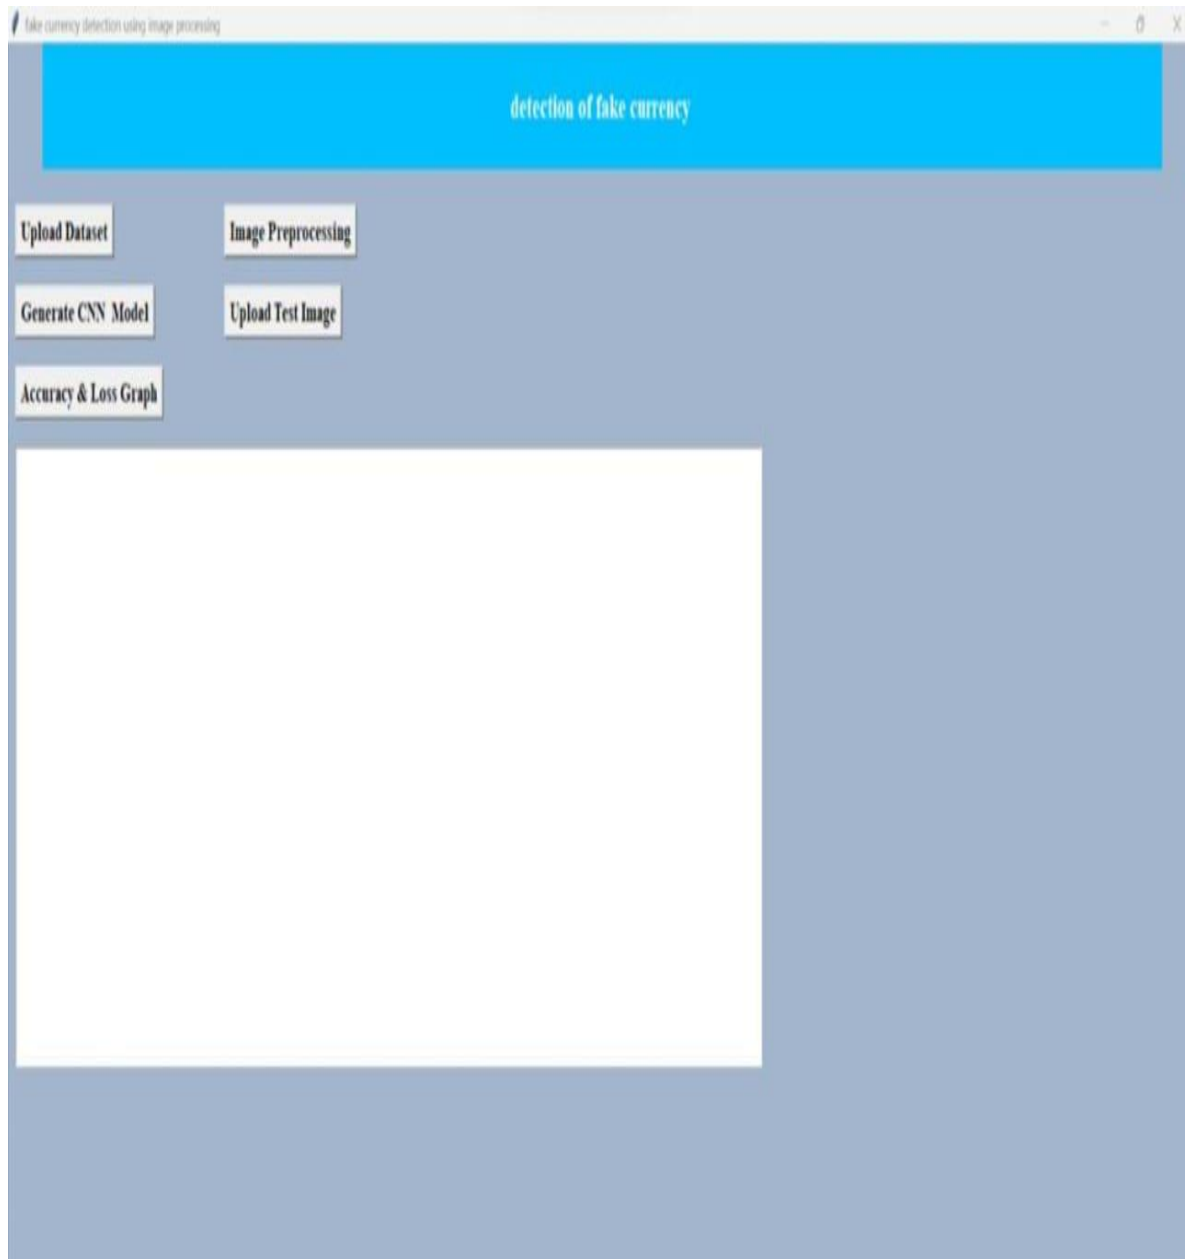 fake currency detection using image processing
detection of fake currency
Upload Dataset
Image Preprocessing
Generate CNN Model
Upload Test Image
Accuracy & Loss Graph